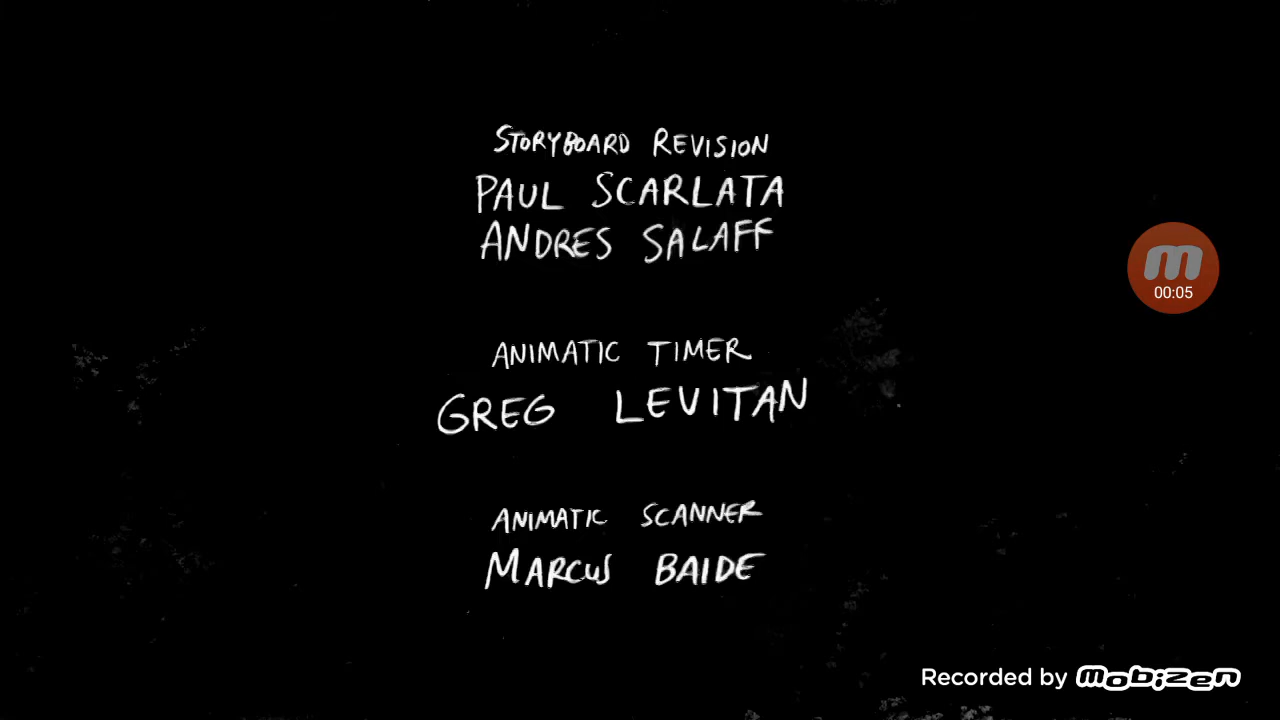 STORYBOARD REVISION
PAUL SCARLATA
ANDRES SALAFF
ANIMATIC TIMER
GREG LEVITAN
ANIMATIC SCANNER
MARCUS BAIDE
00:05
Recorded by mobizen